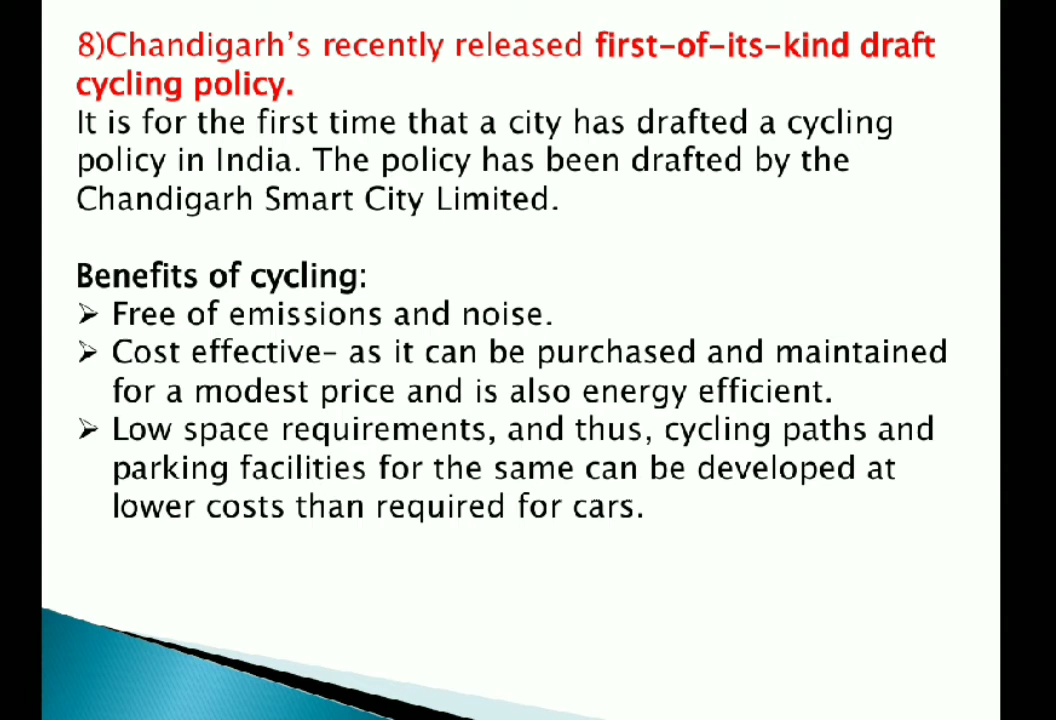 8)Chandigarh's recently released first-of-its-kind draft
cycling policy.
It is for the first time that a city has drafted a cycling
policy in India. The policy has been drafted by the
Chandigarh Smart City Limited.
Benefits of cycling:
➢ Free of emissions and noise.
➢ Cost effective- as it can be purchased and maintained
for a modest price and is also energy efficient.
➢ Low space requirements, and thus, cycling paths and
parking facilities for the same can be developed at
lower costs than required for cars.